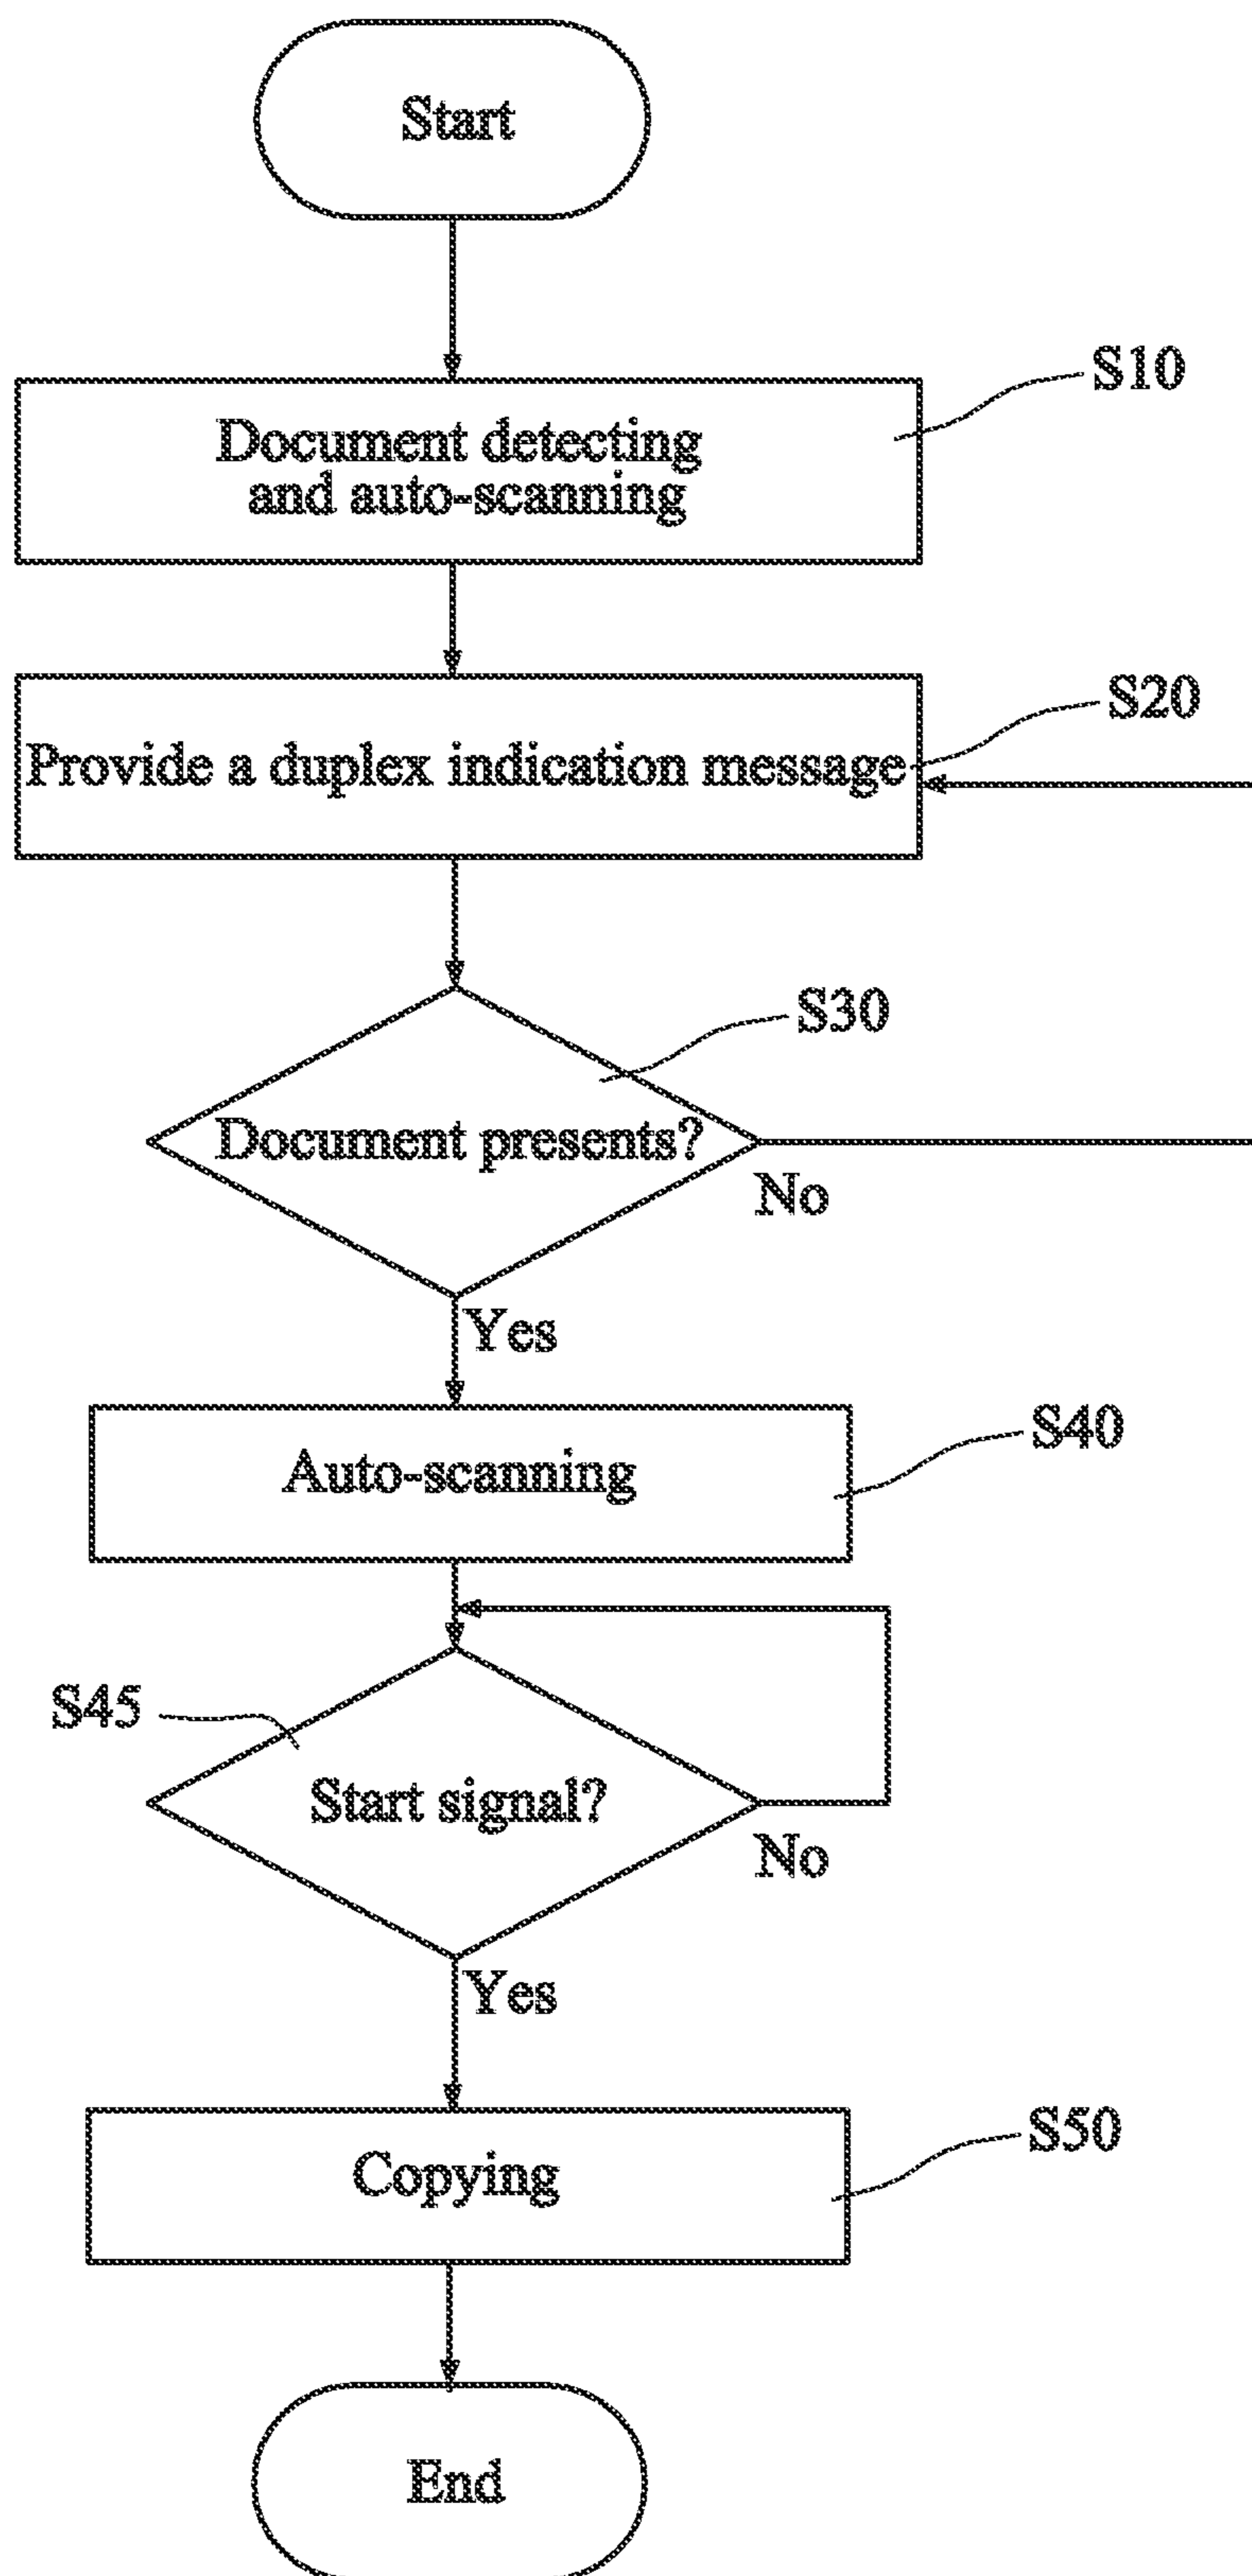 Start
S10
Document detecting
and auto-scanning
S20
Provide a duplex indication message
S30
Document presents?
No
Yes
S40
Auto-scanning
S45
Start signal?
No
Yes
S50
Copying
End